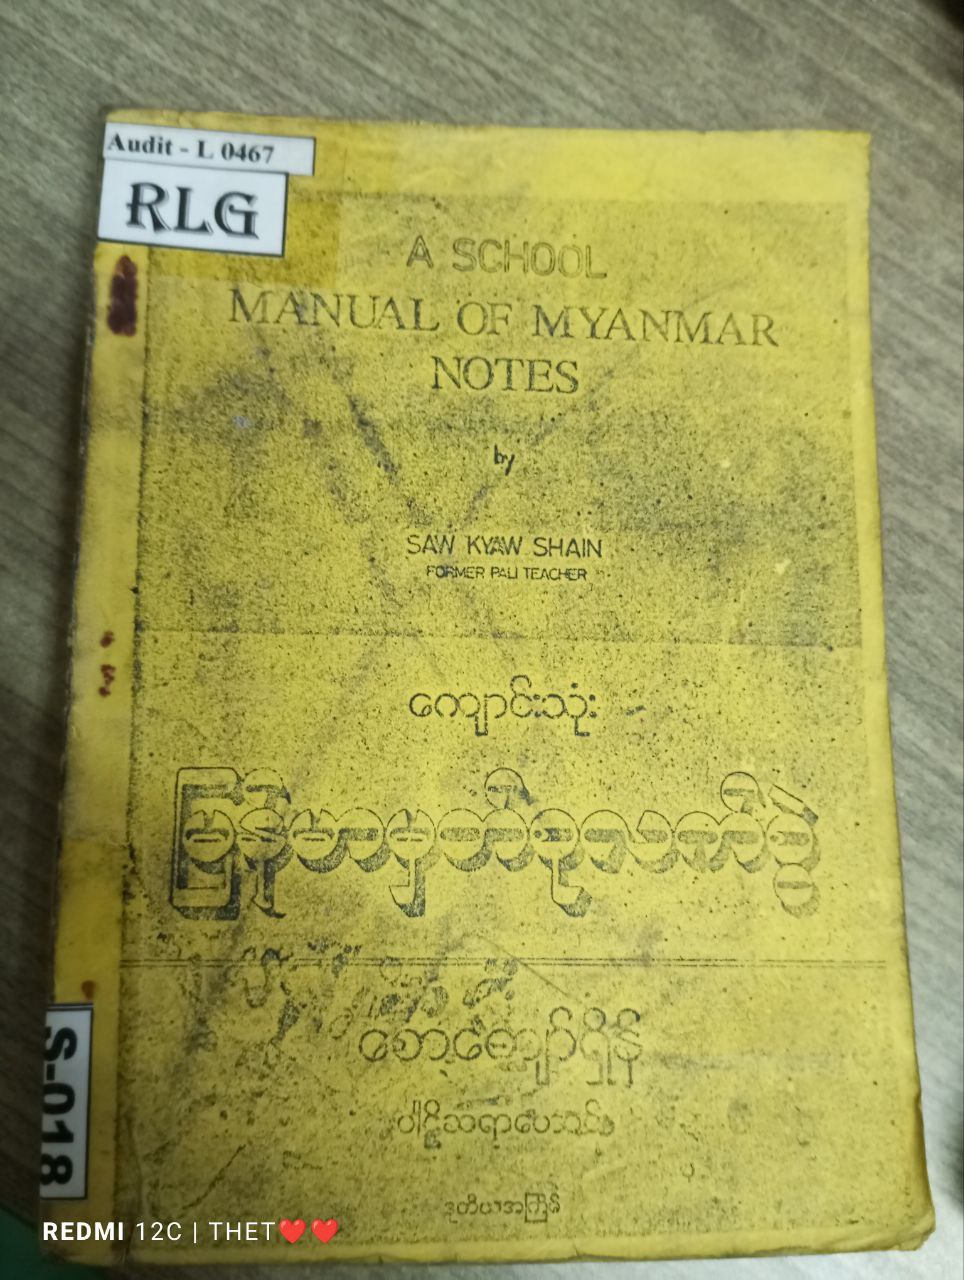 Audit - L 0467
RLG
A SCHOOL
MANUAL OF MYANMAR
NOTES
by
SAW KYAW SHAIN
FORMER PALI TEACHER
ကျောင်းသုံး
မြန်မာမှတ်စုလက်စွဲ
စောကျော်ရှိန်
ပါဠိဆရာဟောင်း
ဒုတိယအကြိမ်
S-018
REDMI 12C | THET❤️❤️